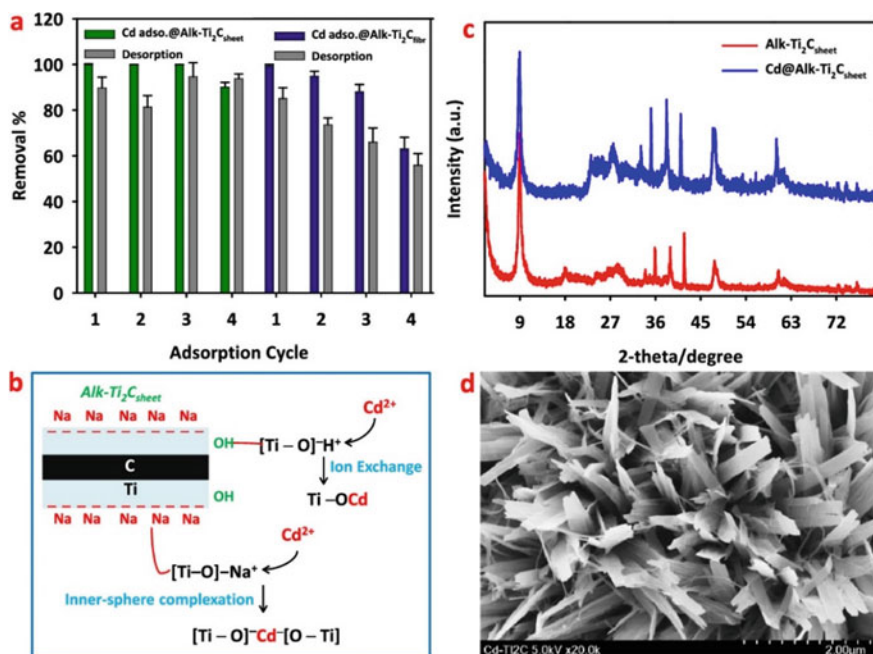 a
Cd adso.@Alk-Ti₂Csheet
Cd adso.@Alk-Ti₂Cfibr
Desorption
Desorption
120
100
80
60
40
20
0
Removal %
1 2 3 4 1 2 3 4
Adsorption Cycle
c
Alk-Ti₂Csheet
Cd@Alk-Ti₂Csheet
Intensity (a.u.)
9 18 27 36 45 54 63 72
2-theta/degree
b
Alk-Ti₂Csheet
Na Na Na Na Na
C
Ti
OH
OH
Na Na Na Na Na
Cd²⁺
[Ti – O]⁻H⁺
Ion Exchange
Ti –OCd
Cd²⁺
[Ti–O]–Na⁺
Inner-sphere complexation
[Ti – O]⁻Cd⁻[O – Ti]
d
Cd-Ti2C 5.0kV x20.0k
2.00um